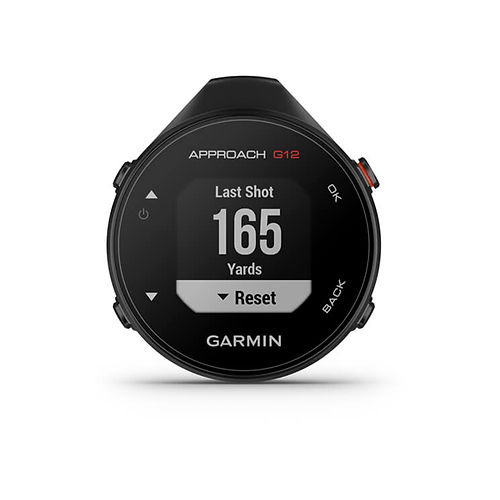 APPROACH G12
Last Shot
165
Yards
Reset
GARMIN
OK
BACK